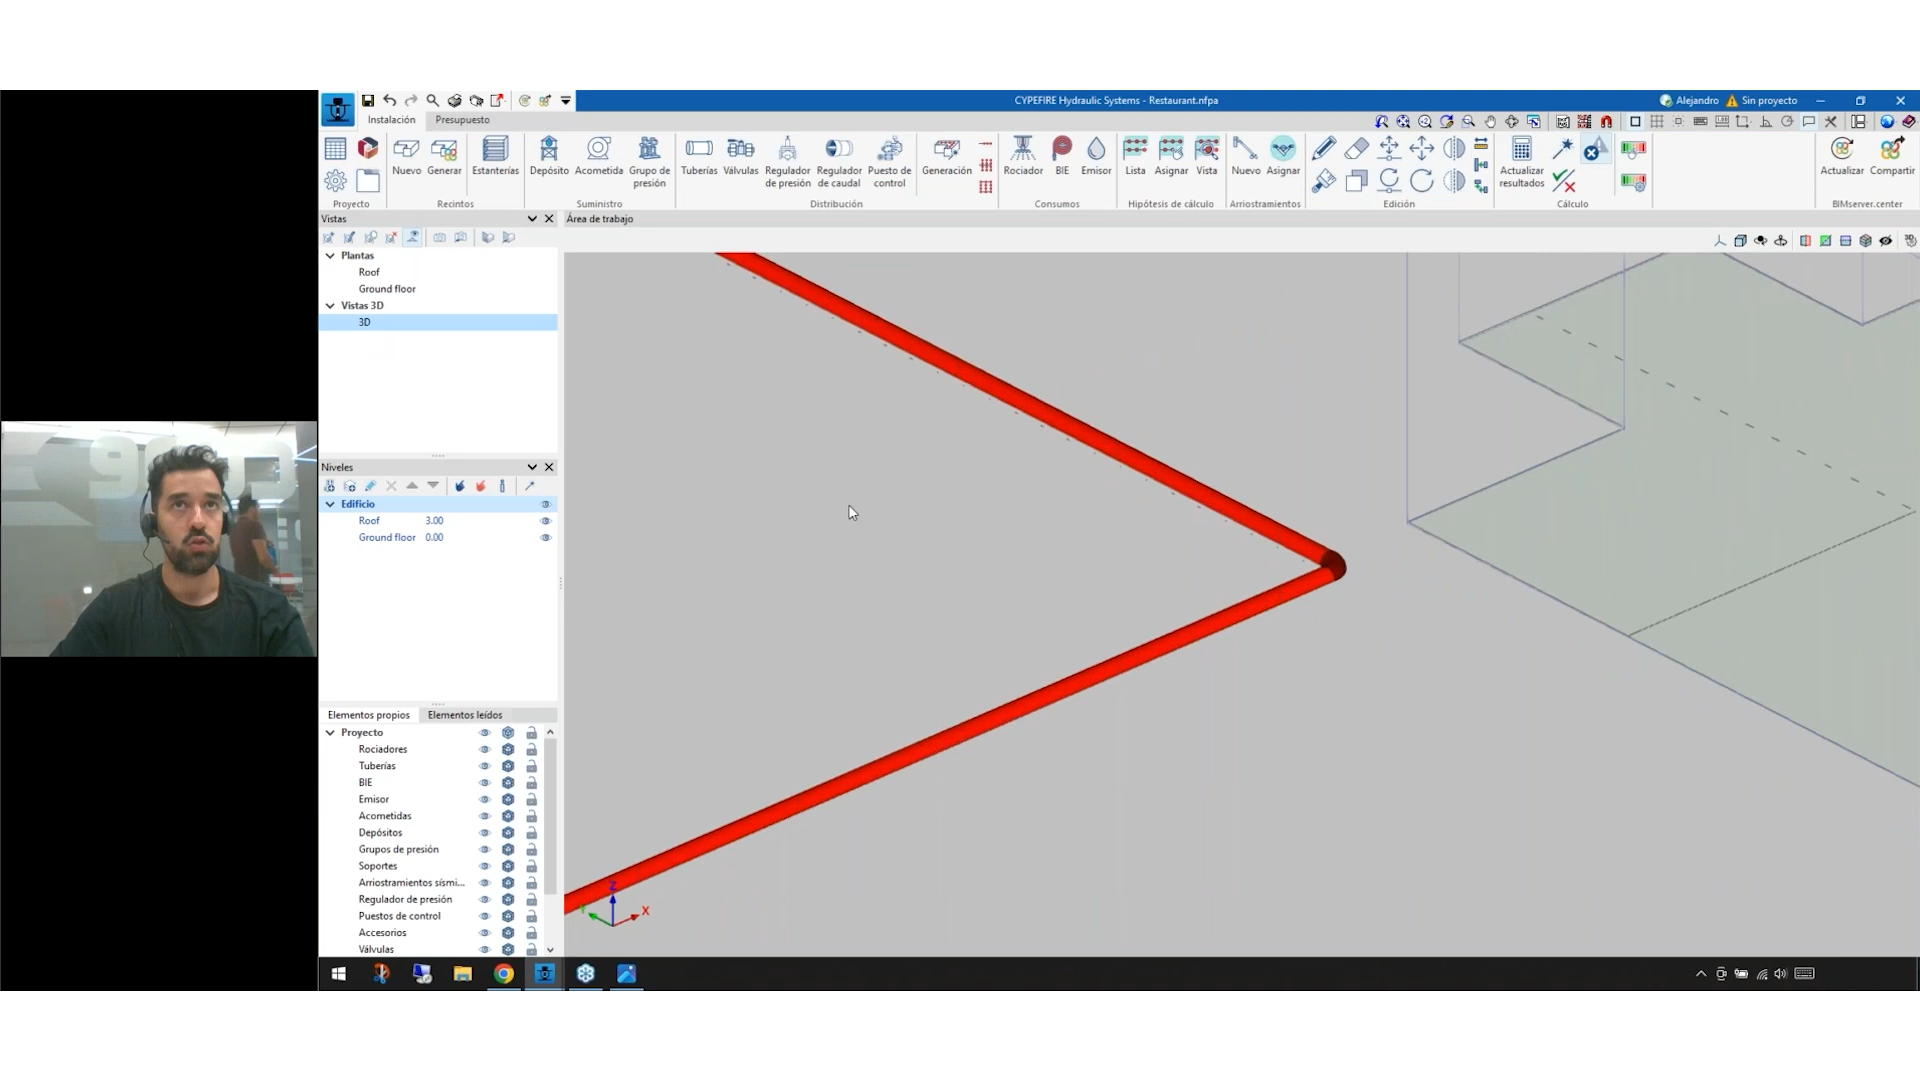 CYPEFIRE Hydraulic Systems - Restaurant.nfpa
Alejandro
Sin proyecto
Instalación
Presupuesto
Nuevo
Generar
Estanterías
Depósito
Acometida
Grupo de
presión
Tuberías
Válvulas
Regulador
de presión
Regulador
de caudal
Puesto de
control
Generación
Rociador
BIE
Emisor
Lista
Asignar
Vista
Nuevo
Asignar
Actualizar
resultados
Actualizar
Compartir
Proyecto
Recintos
Suministro
Distribución
Consumos
Hipótesis de cálculo
Arriostramientos
Edición
Cálculo
BIMserver.center
Vistas
Área de trabajo
Plantas
Roof
Ground floor
Vistas 3D
3D
Niveles
Edificio
Roof 3.00
Ground floor 0.00
Elementos propios
Elementos leídos
Proyecto
Rociadores
Tuberías
BIE
Emisor
Acometidas
Depósitos
Grupos de presión
Soportes
Arriostramientos sísmi...
Regulador de presión
Puestos de control
Accesorios
Válvulas
Z
Y
X